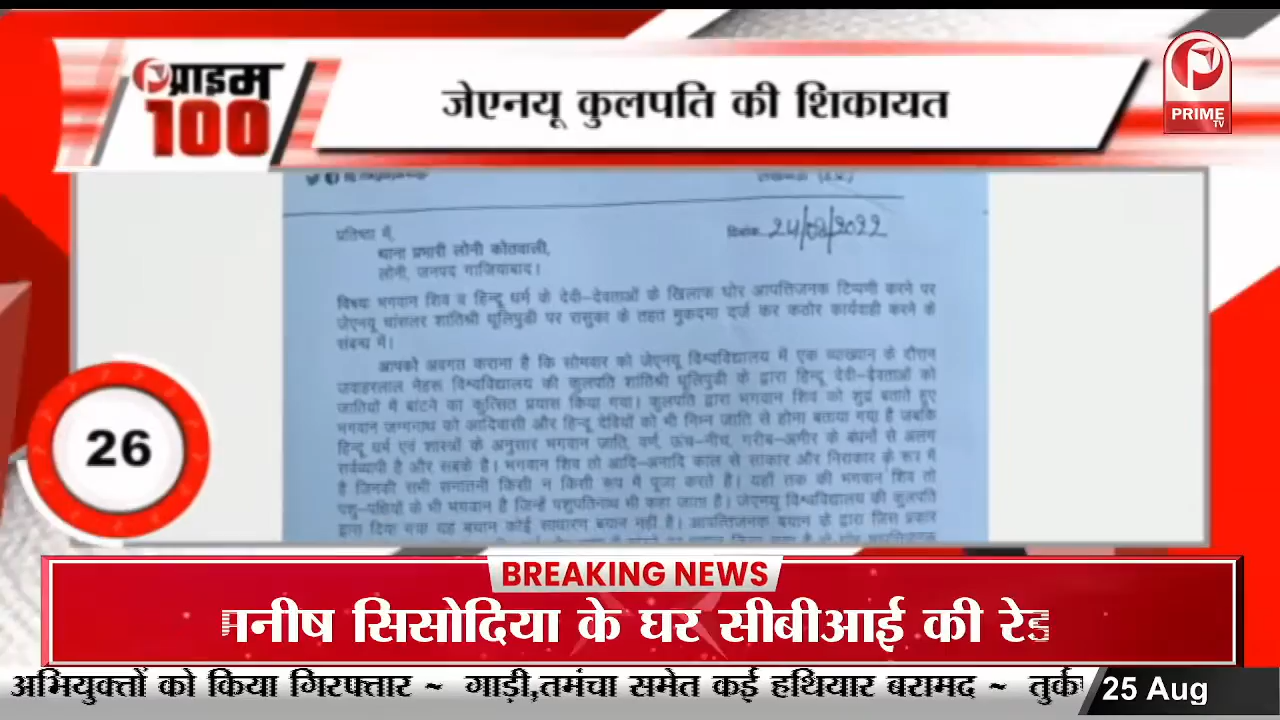 प्राइम
100
जेएनयू कुलपति की शिकायत
PRIME
TV
दिनांक 24/08/2022
प्रतिष्ठा में,
थाना प्रभारी लोनी कोतवाली,
लोनी, जनपद गाजियाबाद।
विषय भगवान शिव व हिन्दू धर्म के देवी-देवताओं के खिलाफ घोर आपत्तिजनक टिप्पणी करने पर
जेएनयू चांसलर शांतिश्री धूलिपुडी पर रासुका के तहत मुकदमा दर्ज कर कठोर कार्यवाही करने के
संबन्ध में।
आपको अवगत कराना है कि सोमवार को जेएनयू विश्वविद्यालय में एक व्याख्यान के दौरान
जवाहरलाल नेहरू विश्वविद्यालय की कुलपति शांतिश्री धूलिपुडी के द्वारा हिन्दू देवी-देवताओं को
जातियों में बांटने का कुत्सित प्रयास किया गया। कुलपति द्वारा भगवान शिव को शुद्र बताते हुए
भगवान जग्गनाथ को आदिवासी और हिन्दू देवियों को भी निम्न जाति से होना बताया गया है जबकि
हिन्दू धर्म एवं शास्त्रों के अनुसार भगवान जाति, वर्ण, ऊंच-नीच, गरीब-अमीर के बंधनों से अलग
सर्वव्यापी है और सबके है। भगवान शिव तो आदि-अनादि काल से साकार और निराकार के रूप में
है जिनकी सभी सनातनी किसी न किसी रूप में पूजा करते है। यहाँ तक की भगवान शिव तो
पशु-पक्षियों के भी भगवान है जिन्हें पशुपतिनाथ भी कहा जाता है। जेएनयू विश्वविद्यालय की कुलपति
द्वारा दिया गया यह बयान कोई साधारण बयान नहीं है। आपत्तिजनक बयान के द्वारा जिस प्रकार
26
BREAKING NEWS
मनीष सिसोदिया के घर सीबीआई की रेड
अभियुक्तों को किया गिरफ्तार ~ गाड़ी,तमंचा समेत कई हथियार बरामद ~
25 Aug